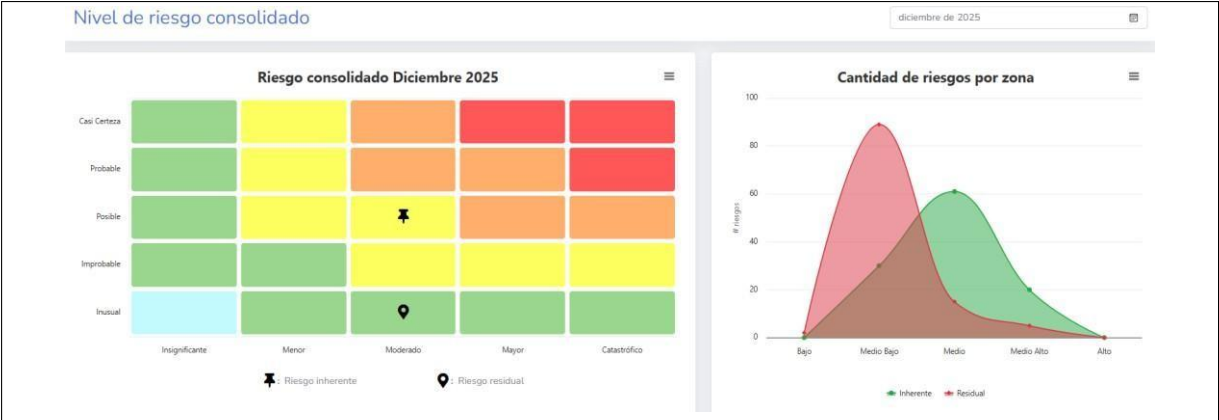 Nivel de riesgo consolidado
diciembre de 2025
Riesgo consolidado Diciembre 2025
Casi Certeza
Probable
Posible
Improbable
Inusual
Insignificante Menor Moderado Mayor Catastrófico
: Riesgo inherente : Riesgo residual
Cantidad de riesgos por zona
# riesgos
100
80
60
40
20
0
Bajo Medio Bajo Medio Medio Alto Alto
Inherente Residual